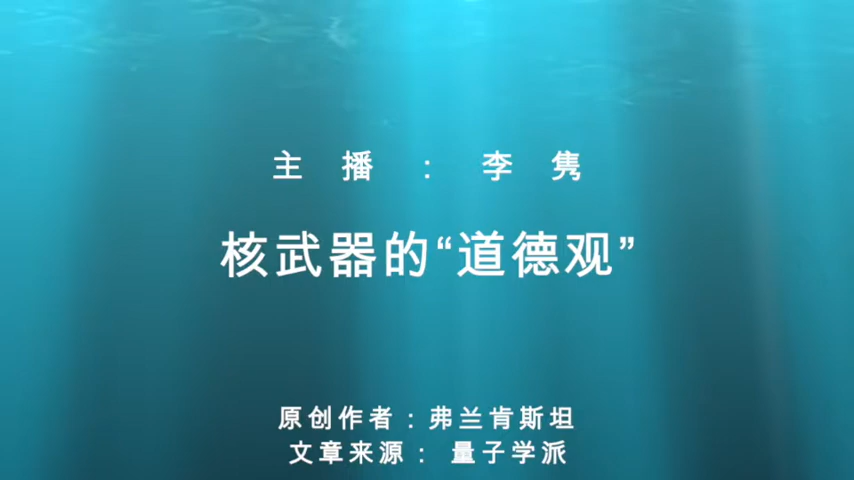 主播：李隽
核武器的“道德观”
原创作者：弗兰肯斯坦
文章来源：量子学派